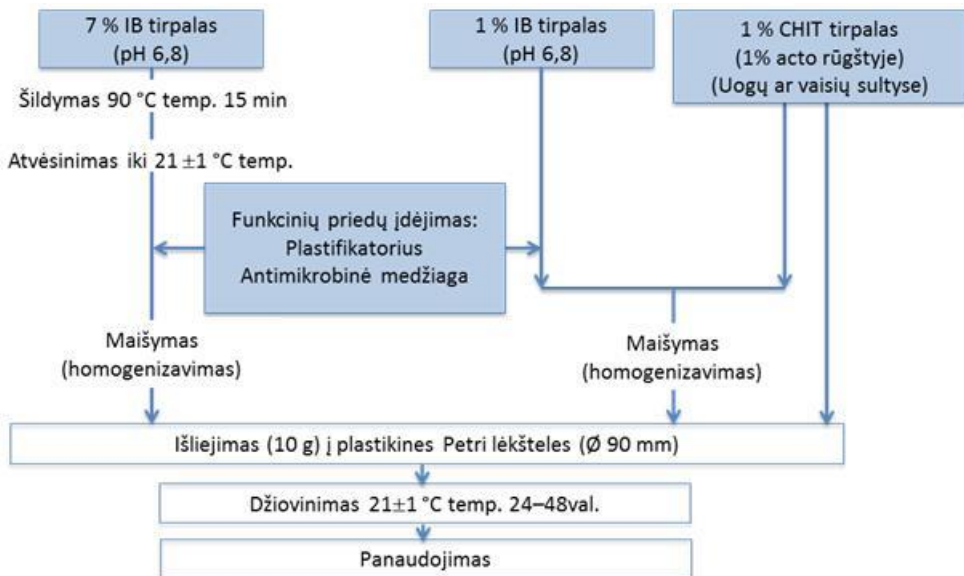 7 % IB tirpalas
(pH 6,8)
1 % IB tirpalas
(pH 6,8)
1 % CHIT tirpalas
(1% acto rūgštyje)
(Uogų ar vaisių sultyse)
Šildymas 90 °C temp. 15 min
Atvėsinimas iki 21 ±1 °C temp.
Funkcinių priedų įdėjimas:
Plastifikatorius
Antimikrobinė medžiaga
Maišymas
(homogenizavimas)
Maišymas
(homogenizavimas)
Išliejimas (10 g) į plastikines Petri lėkšteles (Ø 90 mm)
Džiovinimas 21±1 °C temp. 24–48val.
Panaudojimas